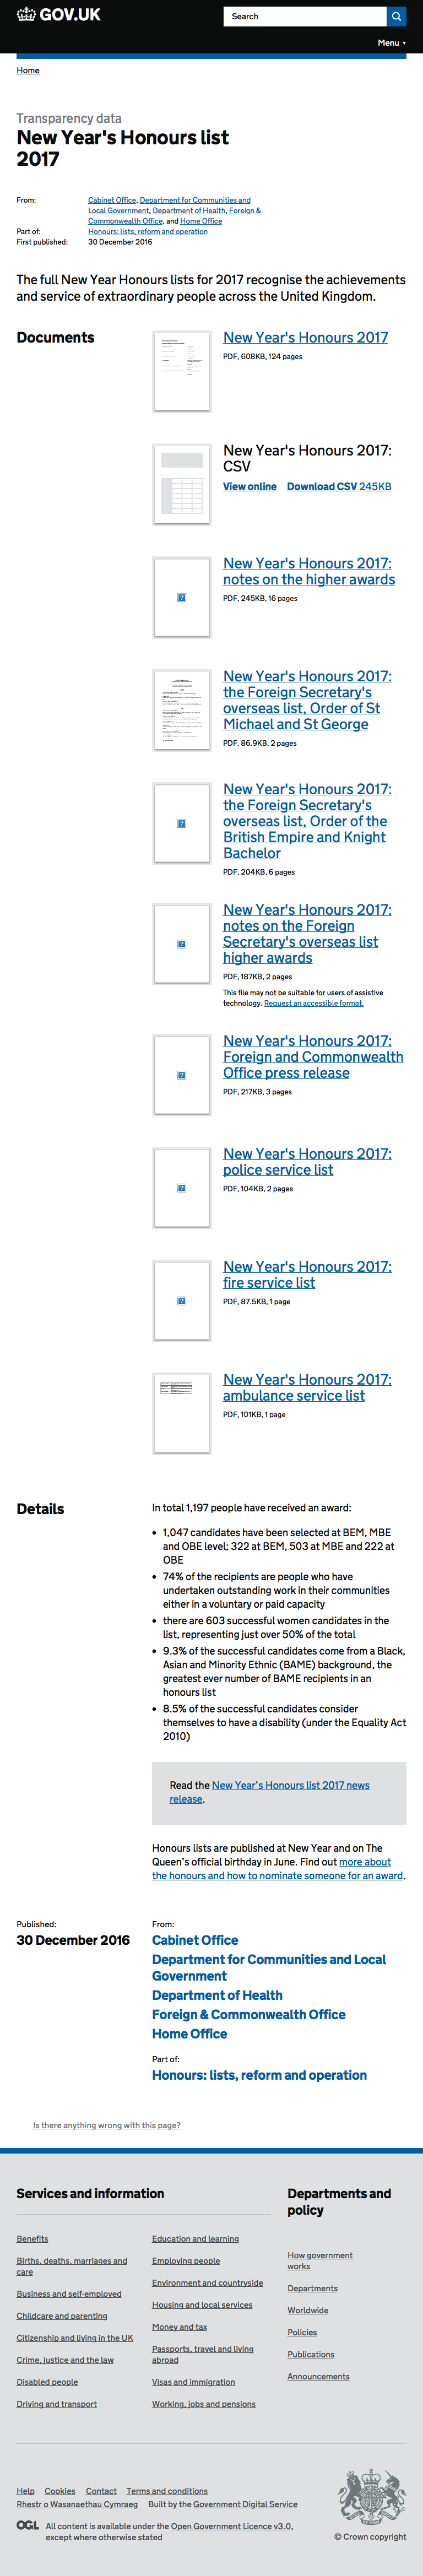 GOV.UK
Search
Menu ▾
Home
Transparency data
New Year's Honours list
2017
From:
Cabinet Office, Department for Communities and
Local Government, Department of Health, Foreign &
Commonwealth Office, and Home Office
Part of:
Honours: lists, reform and operation
First published:
30 December 2016
The full New Year Honours lists for 2017 recognise the achievements
and service of extraordinary people across the United Kingdom.
Documents
New Year's Honours 2017
PDF, 608KB, 124 pages
New Year's Honours 2017:
CSV
View online Download CSV 245KB
New Year's Honours 2017:
notes on the higher awards
PDF, 245KB, 16 pages
New Year's Honours 2017:
the Foreign Secretary's
overseas list, Order of St
Michael and St George
PDF, 86.9KB, 2 pages
New Year's Honours 2017:
the Foreign Secretary's
overseas list, Order of the
British Empire and Knight
Bachelor
PDF, 204KB, 6 pages
New Year's Honours 2017:
notes on the Foreign
Secretary's overseas list
higher awards
PDF, 187KB, 2 pages
This file may not be suitable for users of assistive
technology. Request an accessible format.
New Year's Honours 2017:
Foreign and Commonwealth
Office press release
PDF, 217KB, 3 pages
New Year's Honours 2017:
police service list
PDF, 104KB, 2 pages
New Year's Honours 2017:
fire service list
PDF, 87.5KB, 1 page
New Year's Honours 2017:
ambulance service list
PDF, 101KB, 1 page
Details
In total 1,197 people have received an award:
• 1,047 candidates have been selected at BEM, MBE
and OBE level; 322 at BEM, 503 at MBE and 222 at
OBE
• 74% of the recipients are people who have
undertaken outstanding work in their communities
either in a voluntary or paid capacity
• there are 603 successful women candidates in the
list, representing just over 50% of the total
• 9.3% of the successful candidates come from a Black,
Asian and Minority Ethnic (BAME) background, the
greatest ever number of BAME recipients in an
honours list
• 8.5% of the successful candidates consider
themselves to have a disability (under the Equality Act
2010)
Read the New Year's Honours list 2017 news
release.
Honours lists are published at New Year and on The
Queen's official birthday in June. Find out more about
the honours and how to nominate someone for an award.
Published:
30 December 2016
From:
Cabinet Office
Department for Communities and Local
Government
Department of Health
Foreign & Commonwealth Office
Home Office
Part of:
Honours: lists, reform and operation
Is there anything wrong with this page?
Services and information
Benefits
Births, deaths, marriages and
care
Business and self-employed
Childcare and parenting
Citizenship and living in the UK
Crime, justice and the law
Disabled people
Driving and transport
Education and learning
Employing people
Environment and countryside
Housing and local services
Money and tax
Passports, travel and living
abroad
Visas and immigration
Working, jobs and pensions
Departments and
policy
How government
works
Departments
Worldwide
Policies
Publications
Announcements
Help Cookies Contact Terms and conditions
Rhestr o Wasanaethau Cymraeg Built by the Government Digital Service
OGL All content is available under the Open Government Licence v3.0,
except where otherwise stated
© Crown copyright